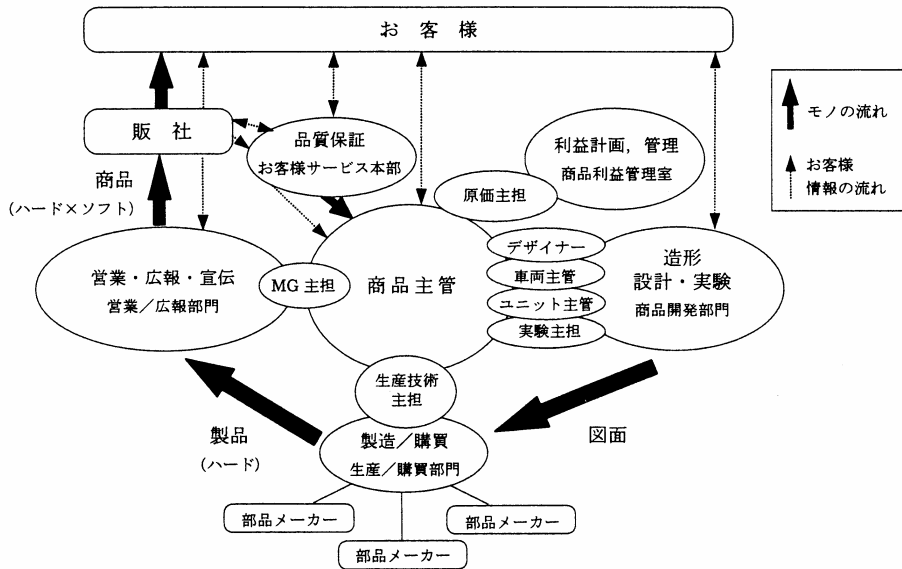 お客様
販社
品質保証
お客様サービス本部
利益計画，管理
商品利益管理室
モノの流れ
お客様
情報の流れ
商品
（ハード×ソフト）
原価主担
営業・広報・宣伝
営業／広報部門
MG主担
商品主管
デザイナー
車両主管
ユニット主管
実験主担
造形
設計・実験
商品開発部門
生産技術
主担
製造／購買
生産／購買部門
製品
（ハード）
図面
部品メーカー
部品メーカー
部品メーカー